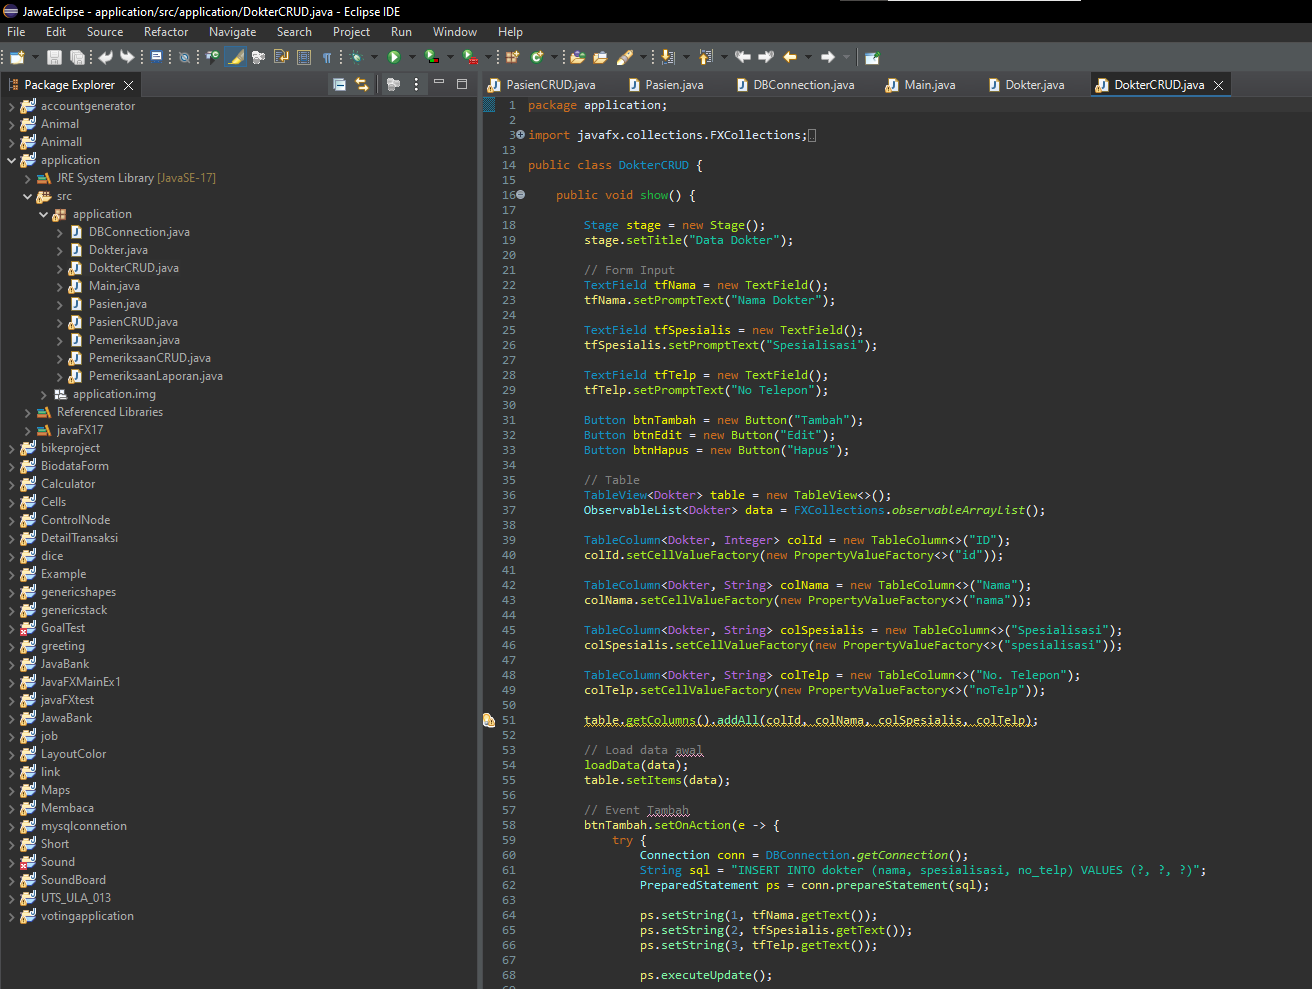 JawaEclipse - application/src/application/DokterCRUD.java - Eclipse IDE
File Edit Source Refactor Navigate Search Project Run Window Help
Package Explorer
accountgenerator
Animal
Animall
application
JRE System Library [JavaSE-17]
src
application
DBConnection.java
Dokter.java
DokterCRUD.java
Main.java
Pasien.java
PasienCRUD.java
Pemeriksaan.java
PemeriksaanCRUD.java
PemeriksaanLaporan.java
application.img
Referenced Libraries
javaFX17
bikeproject
BiodataForm
Calculator
Cells
ControlNode
DetailTransaksi
dice
Example
genericshapes
genericstack
GoalTest
greeting
JavaBank
JavaFXMainEx1
javaFXtest
JawaBank
job
LayoutColor
link
Maps
Membaca
mysqlconnetion
Short
Sound
SoundBoard
UTS_ULA_013
votingapplication
PasienCRUD.java Pasien.java DBConnection.java Main.java Dokter.java DokterCRUD.java
1 package application;
2
3 import javafx.collections.FXCollections;
13
14 public class DokterCRUD {
15
16 public void show() {
17
18 Stage stage = new Stage();
19 stage.setTitle("Data Dokter");
20
21 // Form Input
22 TextField tfNama = new TextField();
23 tfNama.setPromptText("Nama Dokter");
24
25 TextField tfSpesialis = new TextField();
26 tfSpesialis.setPromptText("Spesialisasi");
27
28 TextField tfTelp = new TextField();
29 tfTelp.setPromptText("No Telepon");
30
31 Button btnTambah = new Button("Tambah");
32 Button btnEdit = new Button("Edit");
33 Button btnHapus = new Button("Hapus");
34
35 // Table
36 TableView<Dokter> table = new TableView<>();
37 ObservableList<Dokter> data = FXCollections.observableArrayList();
38
39 TableColumn<Dokter, Integer> colId = new TableColumn<>("ID");
40 colId.setCellValueFactory(new PropertyValueFactory<>("id"));
41
42 TableColumn<Dokter, String> colNama = new TableColumn<>("Nama");
43 colNama.setCellValueFactory(new PropertyValueFactory<>("nama"));
44
45 TableColumn<Dokter, String> colSpesialis = new TableColumn<>("Spesialisasi");
46 colSpesialis.setCellValueFactory(new PropertyValueFactory<>("spesialisasi"));
47
48 TableColumn<Dokter, String> colTelp = new TableColumn<>("No. Telepon");
49 colTelp.setCellValueFactory(new PropertyValueFactory<>("noTelp"));
50
51 table.getColumns().addAll(colId, colNama, colSpesialis, colTelp);
52
53 // Load data awal
54 loadData(data);
55 table.setItems(data);
56
57 // Event Tambah
58 btnTambah.setOnAction(e -> {
59 try {
60 Connection conn = DBConnection.getConnection();
61 String sql = "INSERT INTO dokter (nama, spesialisasi, no_telp) VALUES (?, ?, ?)";
62 PreparedStatement ps = conn.prepareStatement(sql);
63
64 ps.setString(1, tfNama.getText());
65 ps.setString(2, tfSpesialis.getText());
66 ps.setString(3, tfTelp.getText());
67
68 ps.executeUpdate();